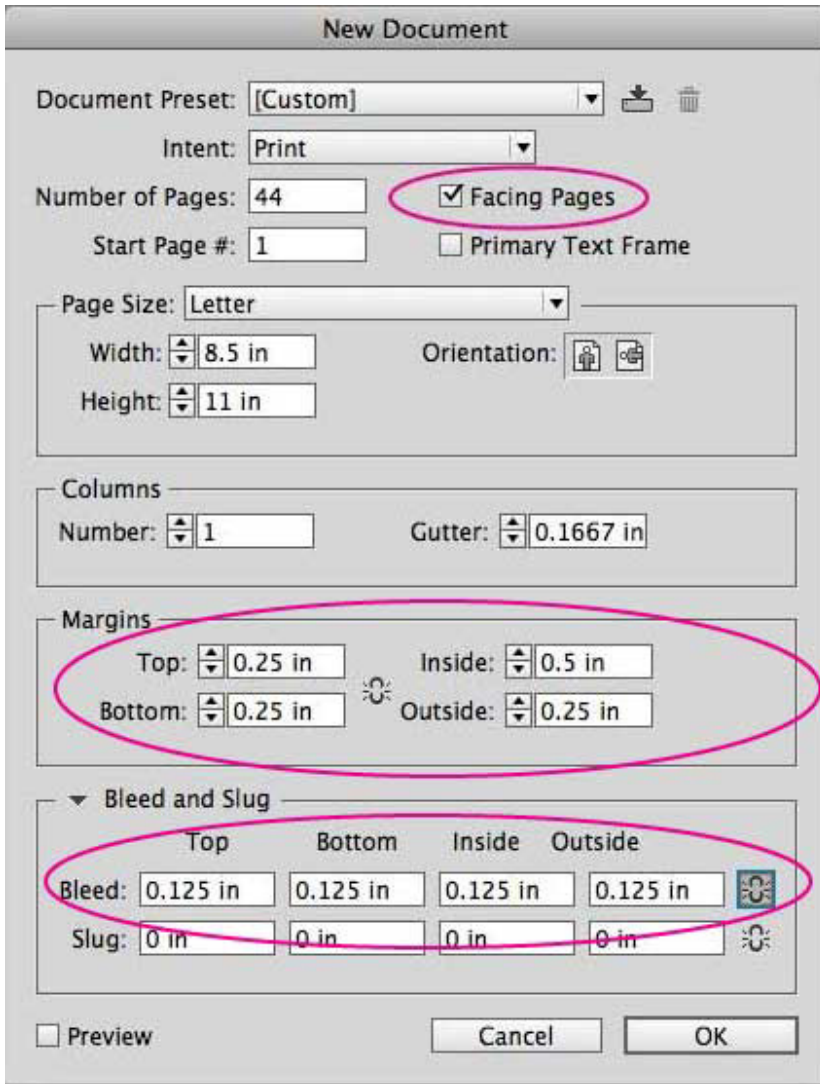 New Document
Document Preset: [Custom]
Intent: Print
Number of Pages: 44 Facing Pages
Start Page #: 1 Primary Text Frame
Page Size: Letter
Width: 8.5 in Orientation:
Height: 11 in
Columns
Number: 1 Gutter: 0.1667 in
Margins
Top: 0.25 in Inside: 0.5 in
Bottom: 0.25 in Outside: 0.25 in
Bleed and Slug
Top Bottom Inside Outside
Bleed: 0.125 in 0.125 in 0.125 in 0.125 in
Slug: 0 in 0 in 0 in 0 in
Preview Cancel OK